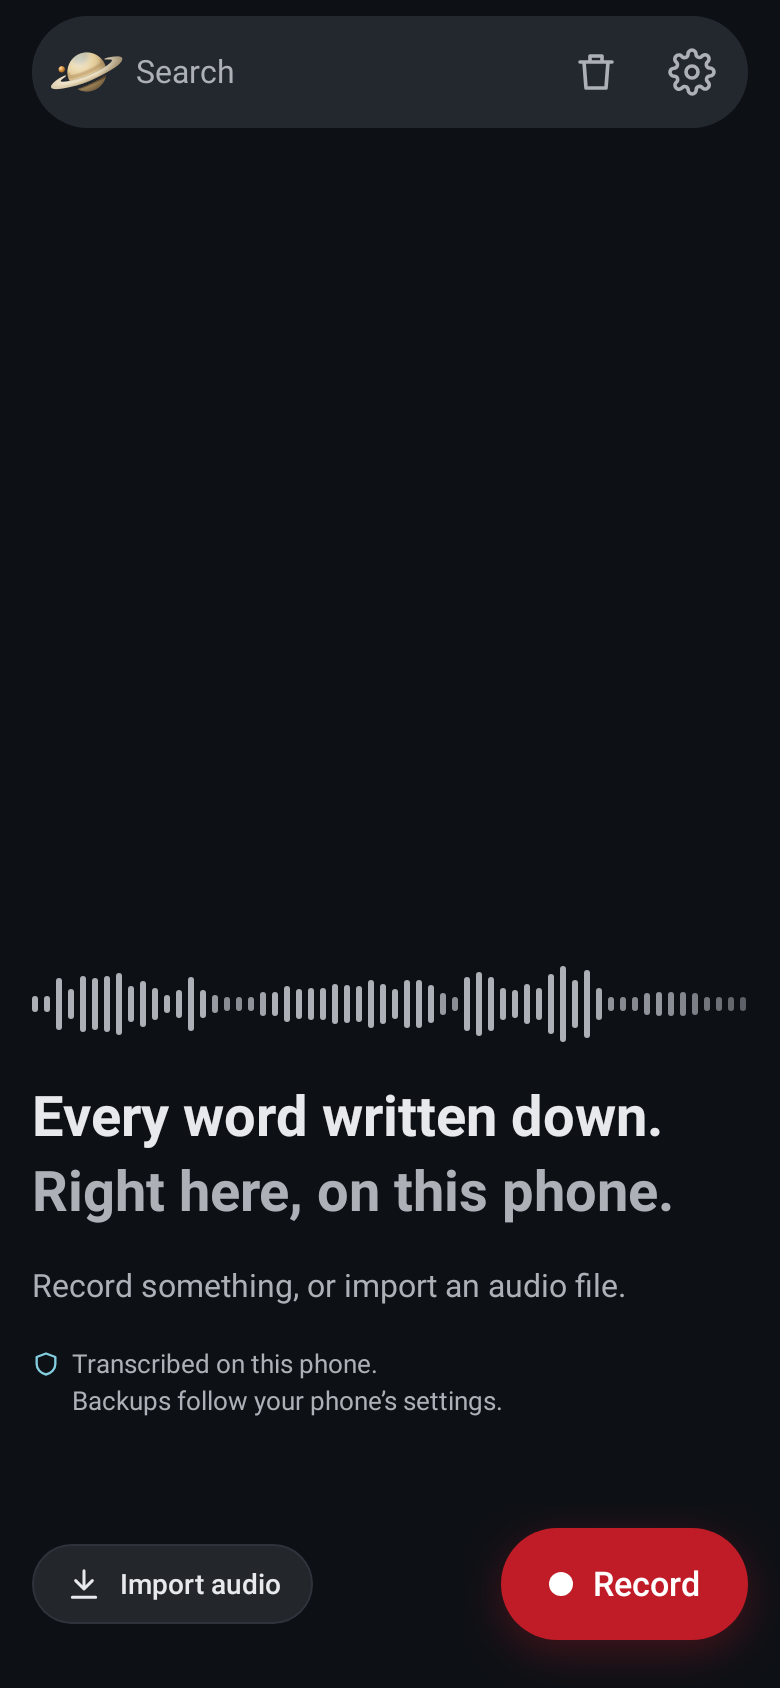 Search
Every word written down.
Right here, on this phone.
Record something, or import an audio file.
Transcribed on this phone.
Backups follow your phone’s settings.
Import audio
Record